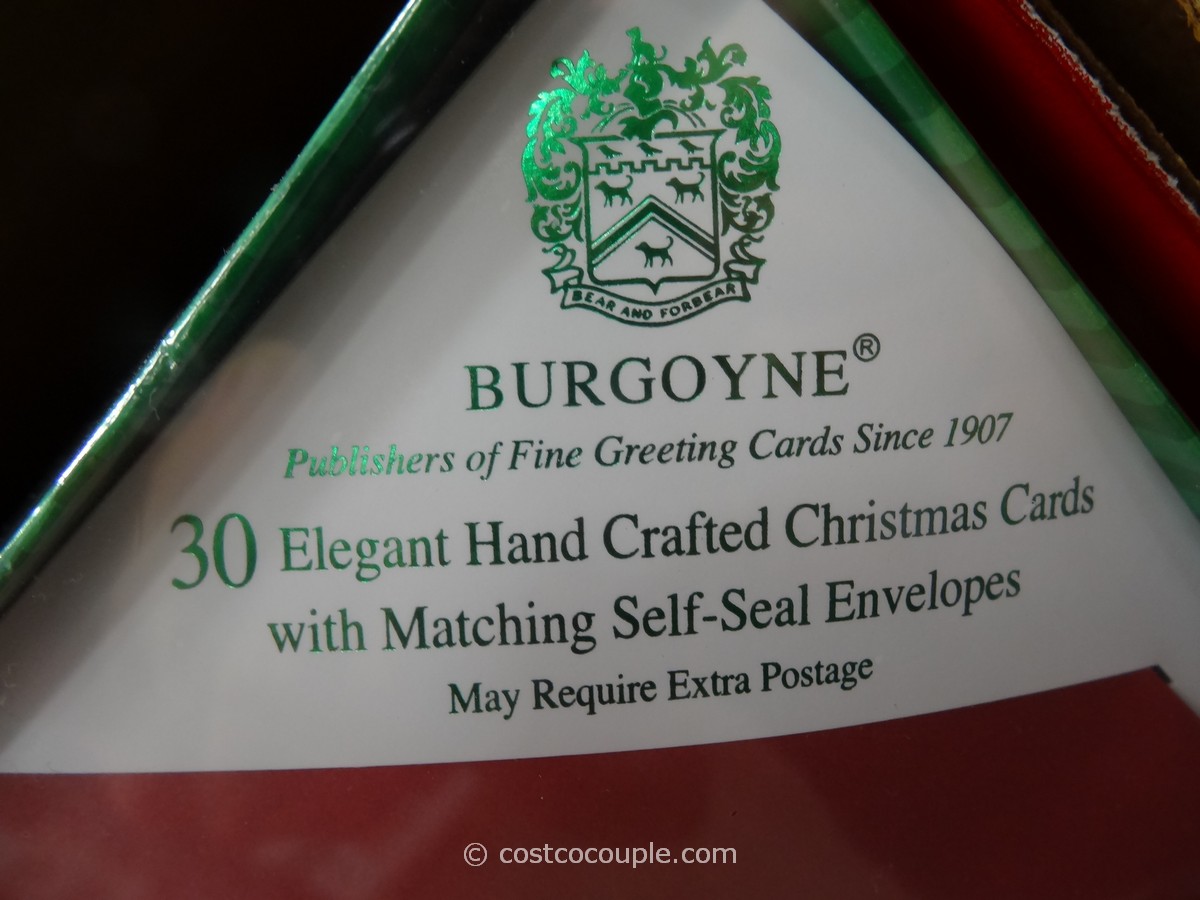 BEAR AND FORBEAR
BURGOYNE®
Publishers of Fine Greeting Cards Since 1907
30 Elegant Hand Crafted Christmas Cards
with Matching Self-Seal Envelopes
May Require Extra Postage
© costcocouple.com